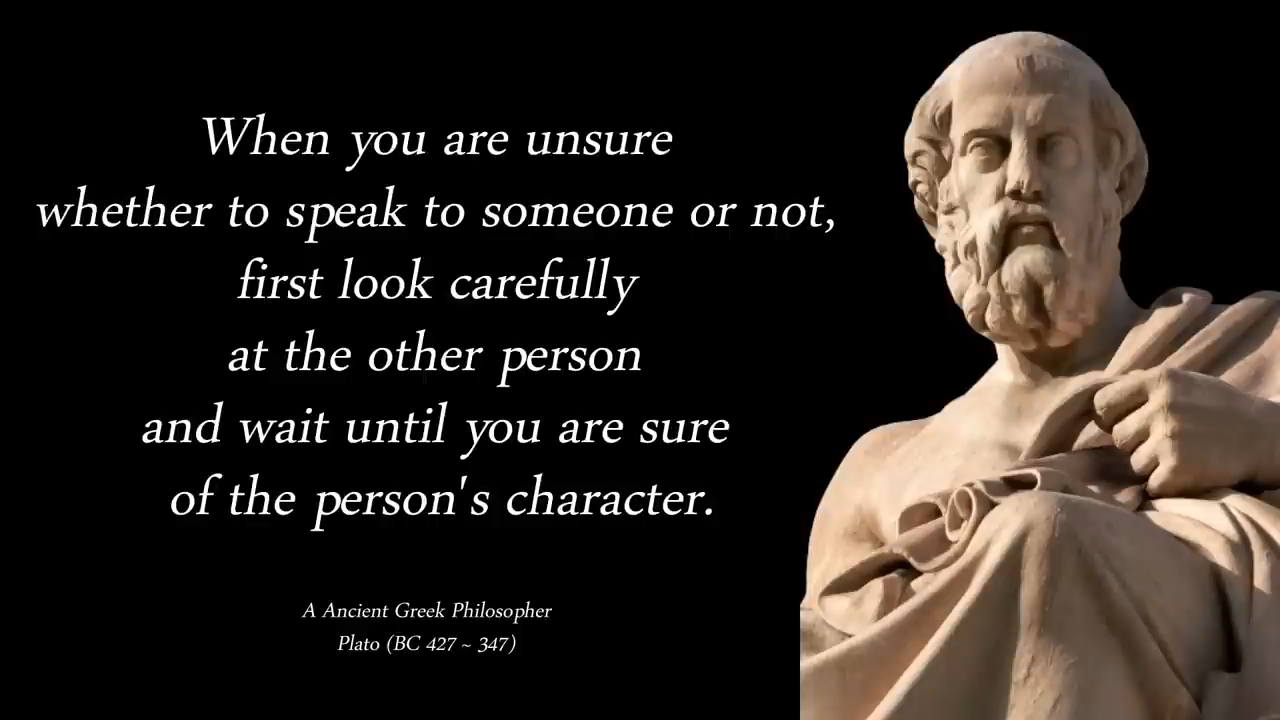 When you are unsure
whether to speak to someone or not,
first look carefully
at the other person
and wait until you are sure
of the person's character.
A Ancient Greek Philosopher
Plato (BC 427 ~ 347)